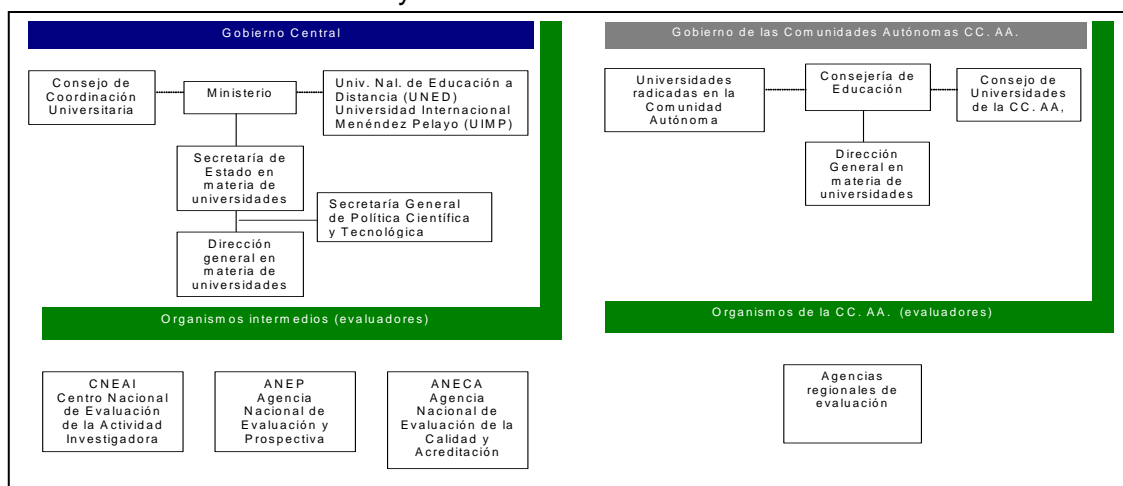 Gobierno Central
Consejo de
Coordinación
Universitaria
Ministerio
Univ. Nal. de Educación a
Distancia (UNED)
Universidad Internacional
Menéndez Pelayo (UIMP)
Secretaría de
Estado en
materia de
universidades
Secretaría General
de Política Científica
y Tecnológica
Dirección
general en
materia de
universidades
Organismos intermedios (evaluadores)
CNEAI
Centro Nacional
de Evaluación
de la Actividad
Investigadora
ANEP
Agencia
Nacional de
Evaluación y
Prospectiva
ANECA
Agencia
Nacional de
Evaluación de la
Calidad y
Acreditación
Gobierno de las Comunidades Autónomas CC. AA.
Universidades
radicadas en la
Comunidad
Autónoma
Consejería de
Educación
Consejo de
Universidades
de la CC. AA,
Dirección
General en
materia de
universidades
Organismos de la CC. AA. (evaluadores)
Agencias
regionales de
evaluación